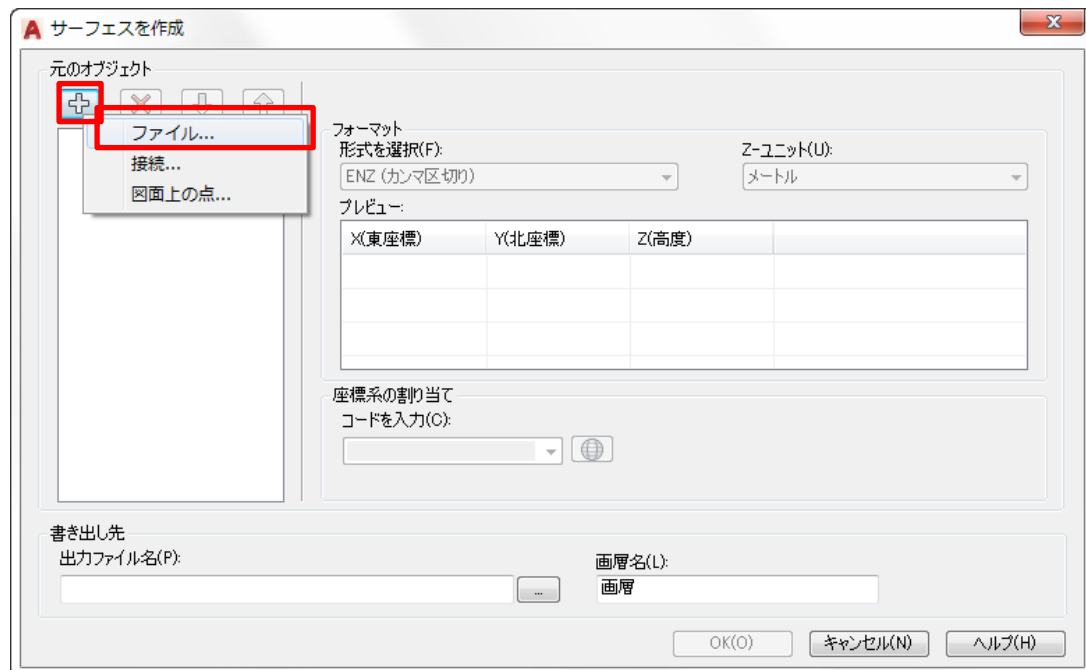 サーフェスを作成
元のオブジェクト
ファイル...
接続...
図面上の点...
フォーマット
形式を選択(F):
Z-ユニット(U):
ENZ (カンマ区切り)
メートル
プレビュー:
X(東座標) Y(北座標) Z(高度)
座標系の割り当て
コードを入力(C):
書き出し先
出力ファイル名(P):
画層名(L):
...
画層
OK(O) キャンセル(N) ヘルプ(H)